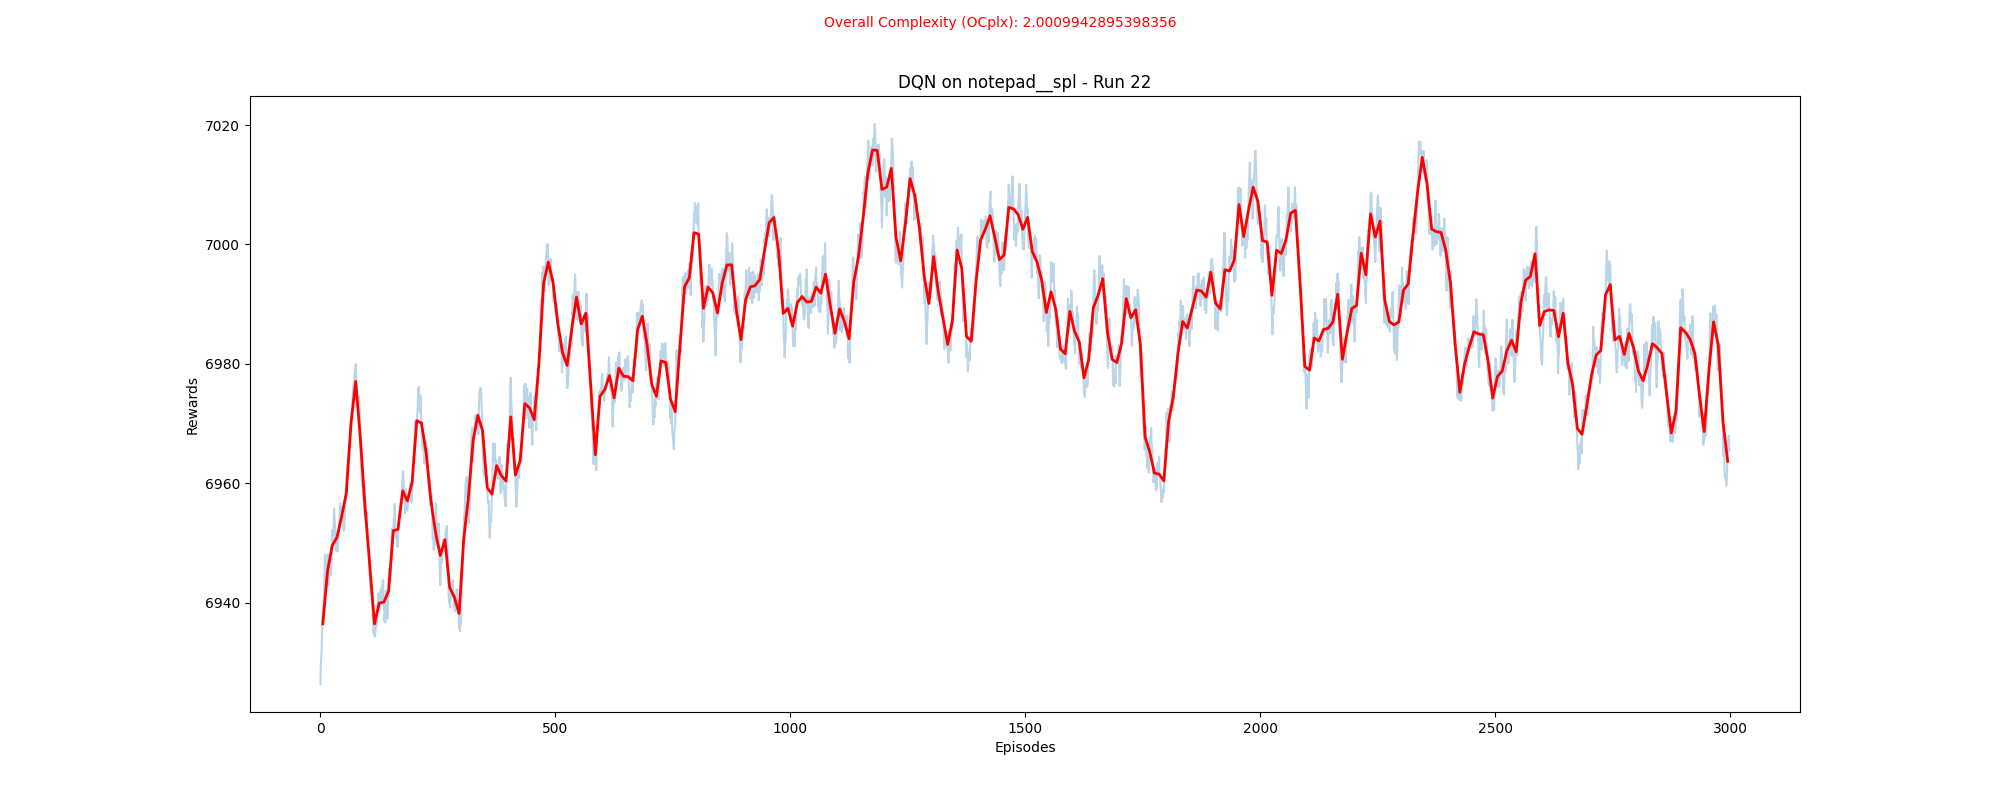 Overall Complexity (OCplx): 2.0009942895398356
DQN on notepad__spl - Run 22
7020
7000
6980
6960
6940
Rewards
0 500 1000 1500 2000 2500 3000
Episodes